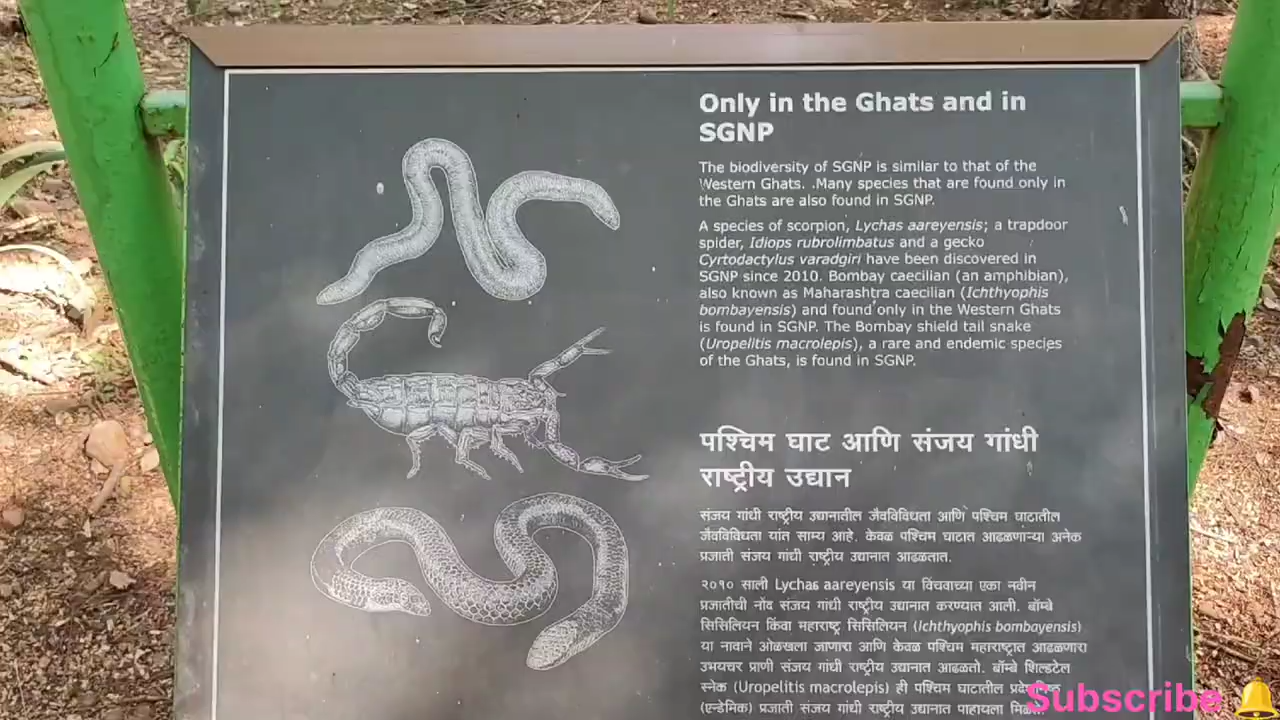 Only in the Ghats and in
SGNP
The biodiversity of SGNP is similar to that of the
Western Ghats. .Many species that are found only in
the Ghats are also found in SGNP.
A species of scorpion, Lychas aareyensis; a trapdoor
spider, Idiops rubrolimbatus and a gecko
Cyrtodactylus varadgiri have been discovered in
SGNP since 2010. Bombay caecilian (an amphibian),
also known as Maharashtra caecilian (Ichthyophis
bombayensis) and found only in the Western Ghats
is found in SGNP. The Bombay shield tail snake
(Uropelitis macrolepis), a rare and endemic species
of the Ghats, is found in SGNP.
पश्चिम घाट आणि संजय गांधी
राष्ट्रीय उद्यान
संजय गांधी राष्ट्रीय उद्यानातील जैवविविधता आणि पश्चिम घाटातील
जैवविविधता यांत साम्य आहे. केवळ पश्चिम घाटात आढळणाऱ्या अनेक
प्रजाती संजय गांधी राष्ट्रीय उद्यानात आढळतात.
२०१० साली Lychas aareyensis या विंचवाच्या एका नवीन
प्रजातीची नोंव संजय गांधी राष्ट्रीय उद्यानात करण्यात आली. बॉम्बे
सिसिलियन किंवा महाराष्ट्र सिसिलियन (Ichthyophis bombayensis)
या नावाने ओळखला जाणारा आणि केवळ पश्चिम महाराष्ट्रात आढळणारा
उभयचर प्राणी संजय गांधी राष्ट्रीय उद्यानात आढळतो. बॉम्बे शिल्डटेल
स्नेक (Uropelitis macrolepis) ही पश्चिम घाटातील
(एन्डेमिक) प्रजाती संजय गांधी राष्ट्रीय उद्यानात पाहायला
Subscribe